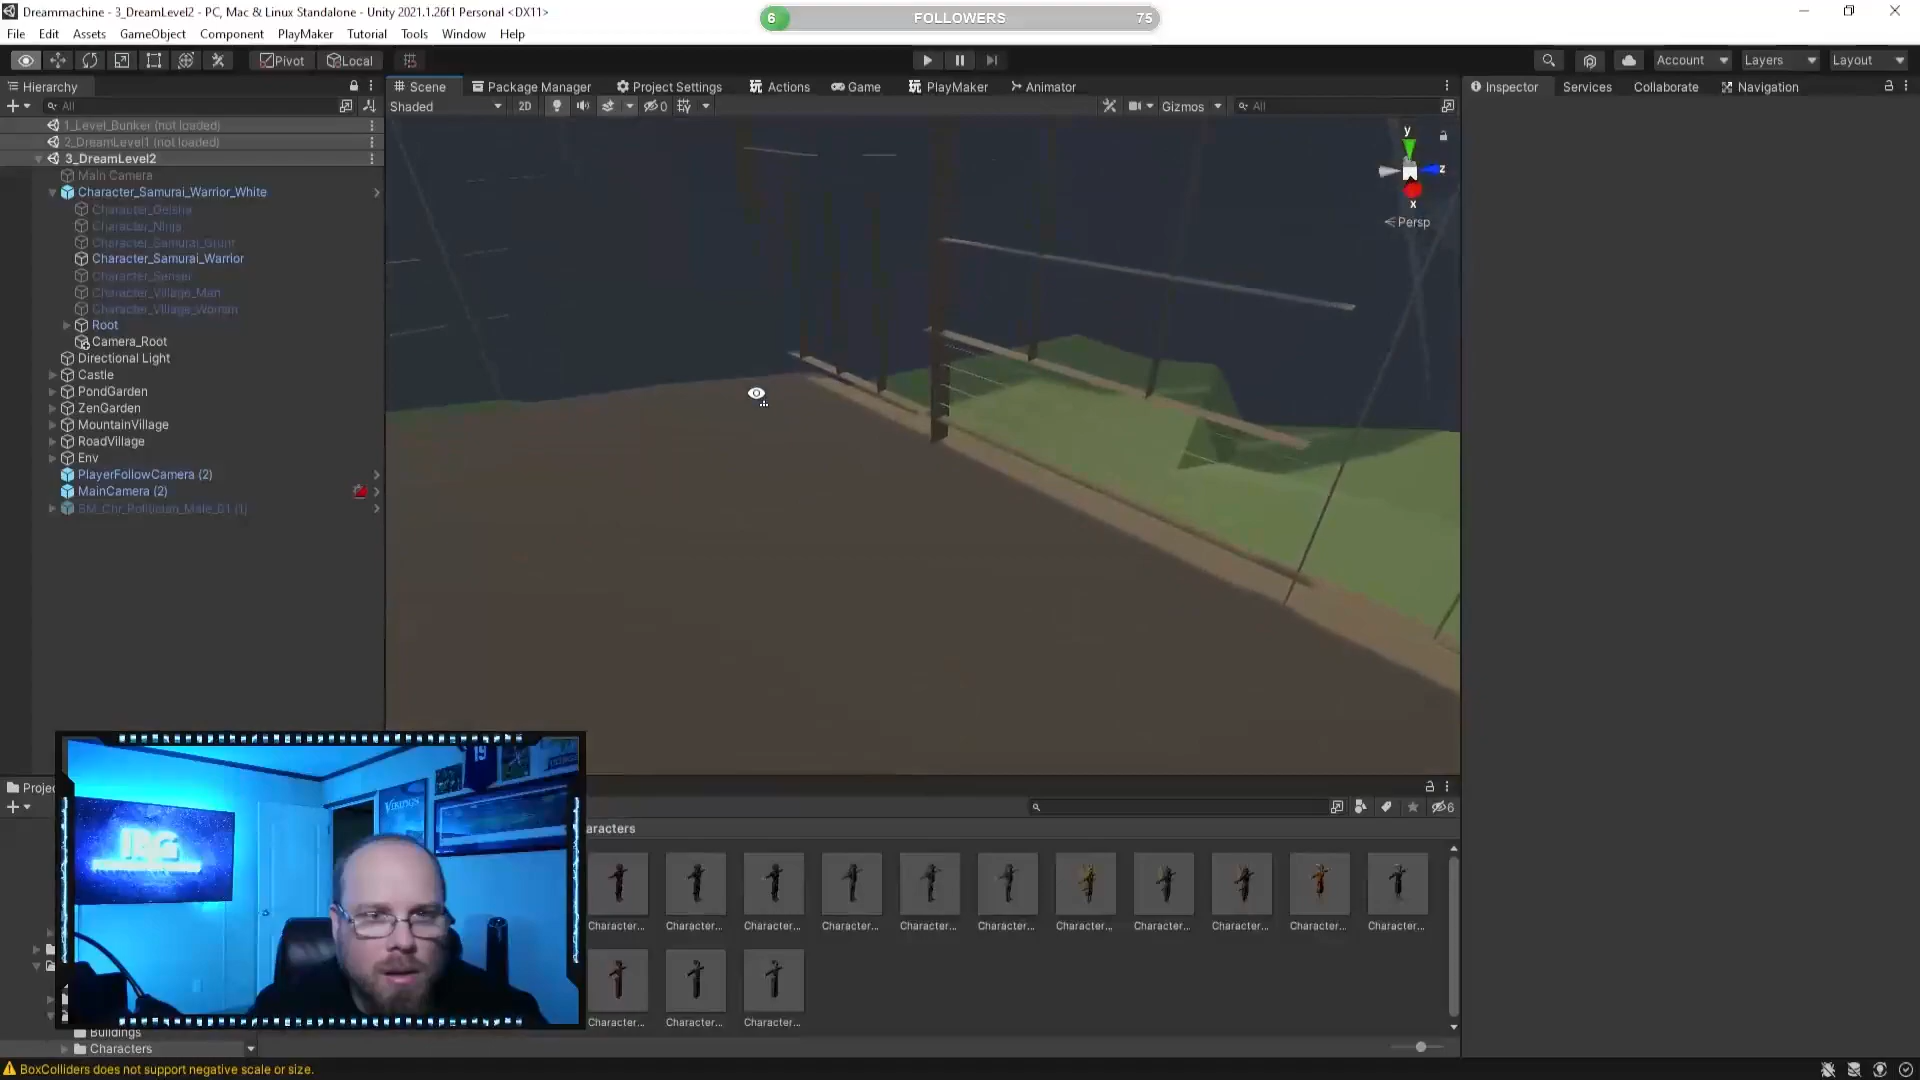 Dreammachine - 3_DreamLevel2 - PC, Mac & Linux Standalone - Unity 2021.1.26f1 Personal <DX11>
6 FOLLOWERS 75
File Edit Assets GameObject Component PlayMaker Tutorial Tools Window Help
Pivot Local Account Layers Layout
Hierarchy
Scene Package Manager Project Settings Actions Game PlayMaker Animator
Inspector Services Collaborate Navigation
All
Shaded 2D 0 Gizmos All
1_Level_Bunker (not loaded)
2_DreamLevel1 (not loaded)
3_DreamLevel2
Main Camera
Character_Samurai_Warrior_White
Character_Geisha
Character_Ninja
Character_Samurai_Grunt
Character_Samurai_Warrior
Character_Sensei
Character_Village_Man
Character_Village_Woman
Root
Camera_Root
Directional Light
Castle
PondGarden
ZenGarden
MountainVillage
RoadVillage
Env
PlayerFollowCamera (2)
MainCamera (2)
SM_Chr_Politician_Male_01 (1)
y
z
x
Persp
Projec
6
aracters
Character... Character... Character... Character... Character... Character... Character... Character... Character... Character... Character...
Character... Character... Character...
19
VIKINGS
Buildings
Characters
BoxColliders does not support negative scale or size.